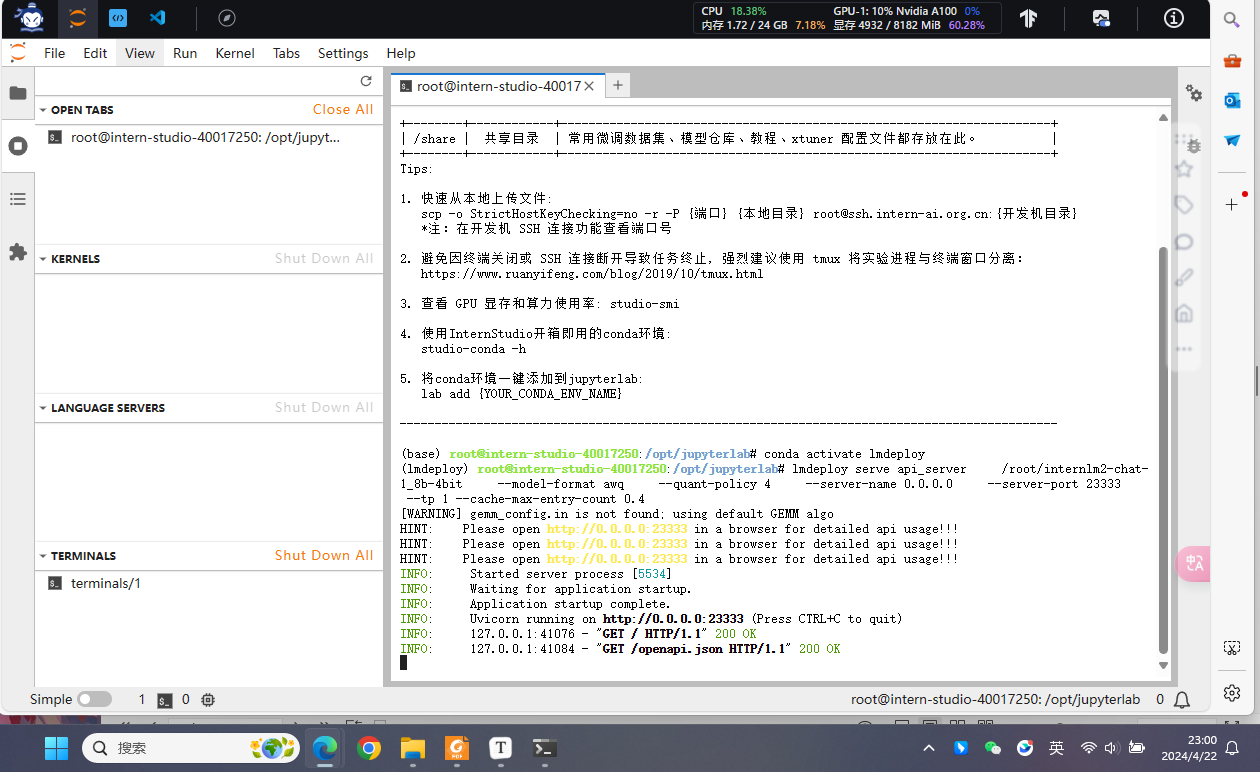 CPU 18.38% GPU-1: 10% Nvidia A100 0%
内存 1.72 / 24 GB 7.18% 显存 4932 / 8182 MiB 60.28%
File Edit View Run Kernel Tabs Settings Help
OPEN TABS Close All
root@intern-studio-40017250: /opt/jupyt...
KERNELS Shut Down All
LANGUAGE SERVERS Shut Down All
TERMINALS Shut Down All
terminals/1
root@intern-studio-40017
| /share | 共享目录 | 常用微调数据集、模型仓库、教程、xtuner 配置文件都存放在此。 |
Tips:
1. 快速从本地上传文件:
scp -o StrictHostKeyChecking=no -r -P {端口} {本地目录} root@ssh.intern-ai.org.cn:{开发机目录}
*注: 在开发机 SSH 连接功能查看端口号
2. 避免因终端关闭或 SSH 连接断开导致任务终止, 强烈建议使用 tmux 将实验进程与终端窗口分离:
https://www.ruanyifeng.com/blog/2019/10/tmux.html
3. 查看 GPU 显存和算力使用率: studio-smi
4. 使用InternStudio开箱即用的conda环境:
studio-conda -h
5. 将conda环境一键添加到jupyterlab:
lab add {YOUR_CONDA_ENV_NAME}
(base) root@intern-studio-40017250:/opt/jupyterlab# conda activate lmdeploy
(lmdeploy) root@intern-studio-40017250:/opt/jupyterlab# lmdeploy serve api_server /root/internlm2-chat-
1_8b-4bit --model-format awq --quant-policy 4 --server-name 0.0.0.0 --server-port 23333
--tp 1 --cache-max-entry-count 0.4
[WARNING] gemm_config.in is not found; using default GEMM algo
HINT: Please open http://0.0.0.0:23333 in a browser for detailed api usage!!!
HINT: Please open http://0.0.0.0:23333 in a browser for detailed api usage!!!
HINT: Please open http://0.0.0.0:23333 in a browser for detailed api usage!!!
INFO: Started server process [5534]
INFO: Waiting for application startup.
INFO: Application startup complete.
INFO: Uvicorn running on http://0.0.0.0:23333 (Press CTRL+C to quit)
INFO: 127.0.0.1:41076 - "GET / HTTP/1.1" 200 OK
INFO: 127.0.0.1:41084 - "GET /openapi.json HTTP/1.1" 200 OK
Simple 1 0 root@intern-studio-40017250: /opt/jupyterlab 0
搜索
英
23:00
2024/4/22